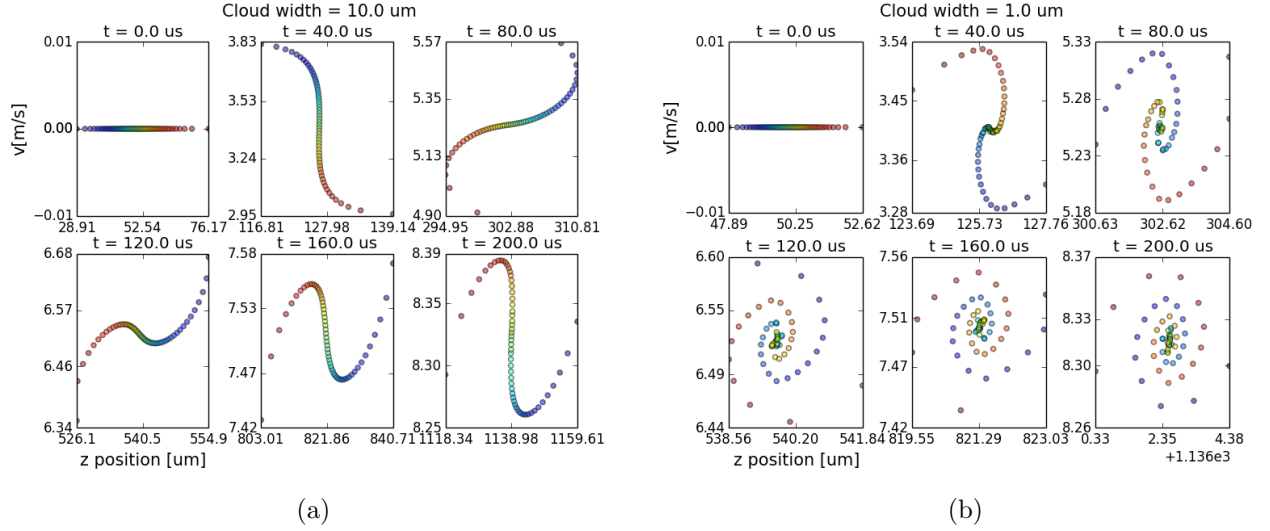 Cloud width = 10.0 um
t = 0.0 us
t = 40.0 us
t = 80.0 us
0.01
0.00
−0.01
v[m/s]
28.91 52.54 76.17
3.83
3.53
3.24
2.95
116.81 127.98 139.14
5.57
5.35
5.13
4.90
294.95 302.88 310.81
t = 120.0 us
t = 160.0 us
t = 200.0 us
6.68
6.57
6.46
6.34
526.1 540.5 554.9
7.58
7.53
7.47
7.42
803.01 821.86 840.71
8.39
8.35
8.30
8.25
1118.34 1138.98 1159.61
z position [um]
(a)
Cloud width = 1.0 um
t = 0.0 us
t = 40.0 us
t = 80.0 us
0.01
0.00
−0.01
v[m/s]
47.89 50.25 52.62
3.54
3.45
3.36
3.28
123.69 125.73 127.76
5.33
5.28
5.23
5.18
300.63 302.62 304.60
t = 120.0 us
t = 160.0 us
t = 200.0 us
6.60
6.55
6.49
6.44
538.56 540.20 541.84
7.56
7.51
7.47
7.42
819.55 821.29 823.03
8.37
8.33
8.30
8.26
0.33 2.35 4.38
+1.136e3
z position [um]
(b)